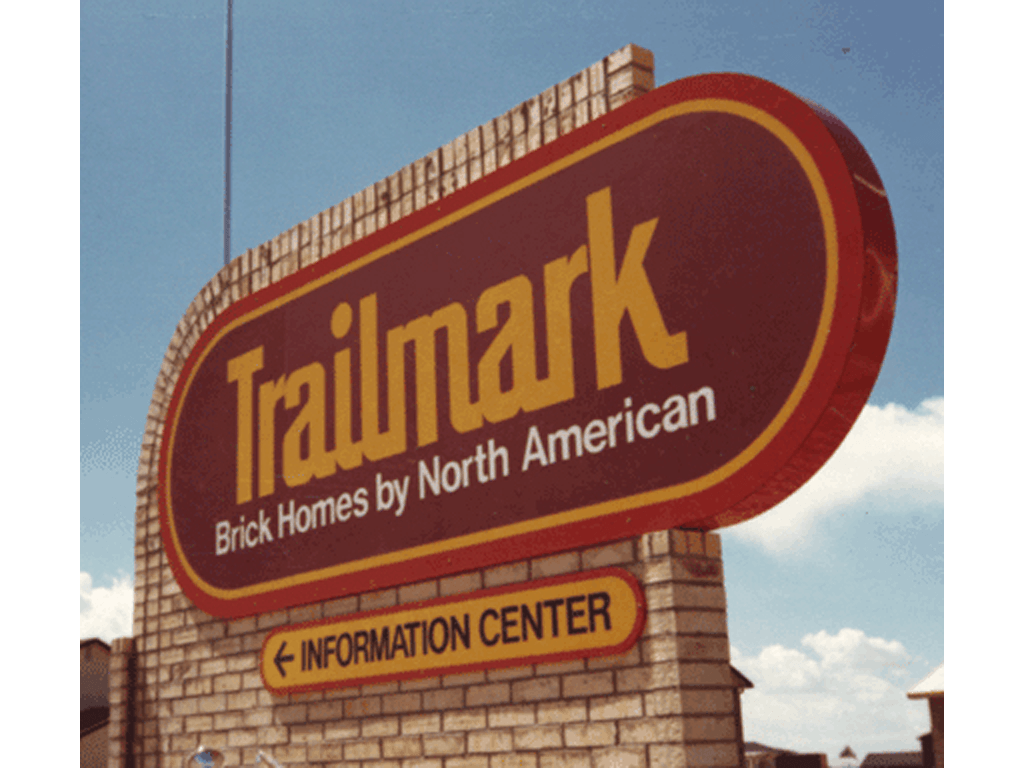 Trailmark
Brick Homes by North American
← INFORMATION CENTER